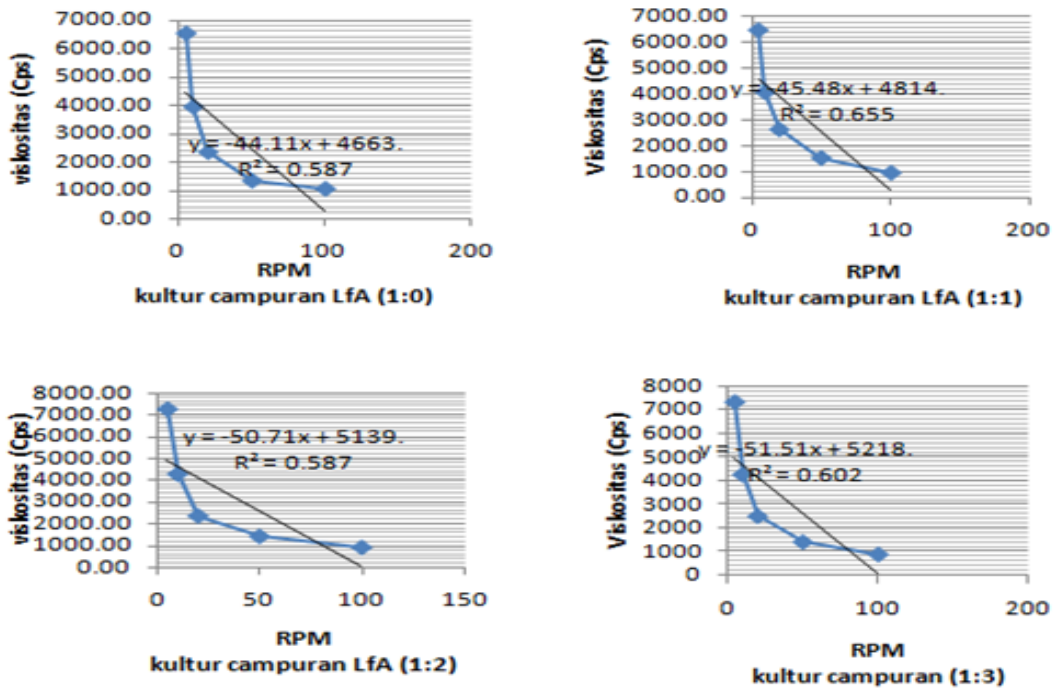 viskositas (Cps)
7000.00
6000.00
5000.00
4000.00
3000.00
2000.00
1000.00
0.00
y = -44.11x + 4663.
R² = 0.587
0 100 200
RPM
kultur campuran LfA (1:0)
Viskositas (Cps)
7000.00
6000.00
5000.00
4000.00
3000.00
2000.00
1000.00
0.00
y = -45.48x + 4814.
R² = 0.655
0 100 200
RPM
kultur campuran LfA (1:1)
viskositas (Cps)
8000.00
7000.00
6000.00
5000.00
4000.00
3000.00
2000.00
1000.00
0.00
y = -50.71x + 5139.
R² = 0.587
0 50 100 150
RPM
kultur campuran LfA (1:2)
Viskositas (Cps)
8000
7000
6000
5000
4000
3000
2000
1000
0
y = -51.51x + 5218.
R² = 0.602
0 100 200
RPM
kultur campuran (1:3)